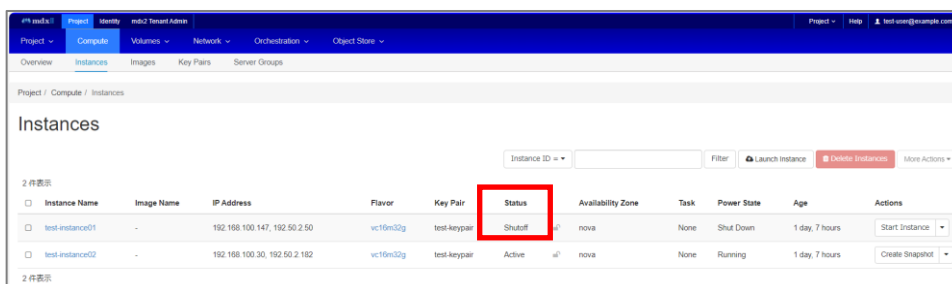 mdx Project Identity mdx2 Tenant Admin Project Help test-user@example.com
Project Compute Volumes Network Orchestration Object Store
Overview Instances Images Key Pairs Server Groups
Project / Compute / Instances
Instances
Instance ID = Filter Launch Instance Delete Instances More Actions
2 件表示
Instance Name Image Name IP Address Flavor Key Pair Status Availability Zone Task Power State Age Actions
test-instance01 - 192.168.100.147, 192.50.2.50 vc16m32g test-keypair Shutoff nova None Shut Down 1 day, 7 hours Start Instance
test-instance02 - 192.168.100.30, 192.50.2.182 vc16m32g test-keypair Active nova None Running 1 day, 7 hours Create Snapshot
2 件表示